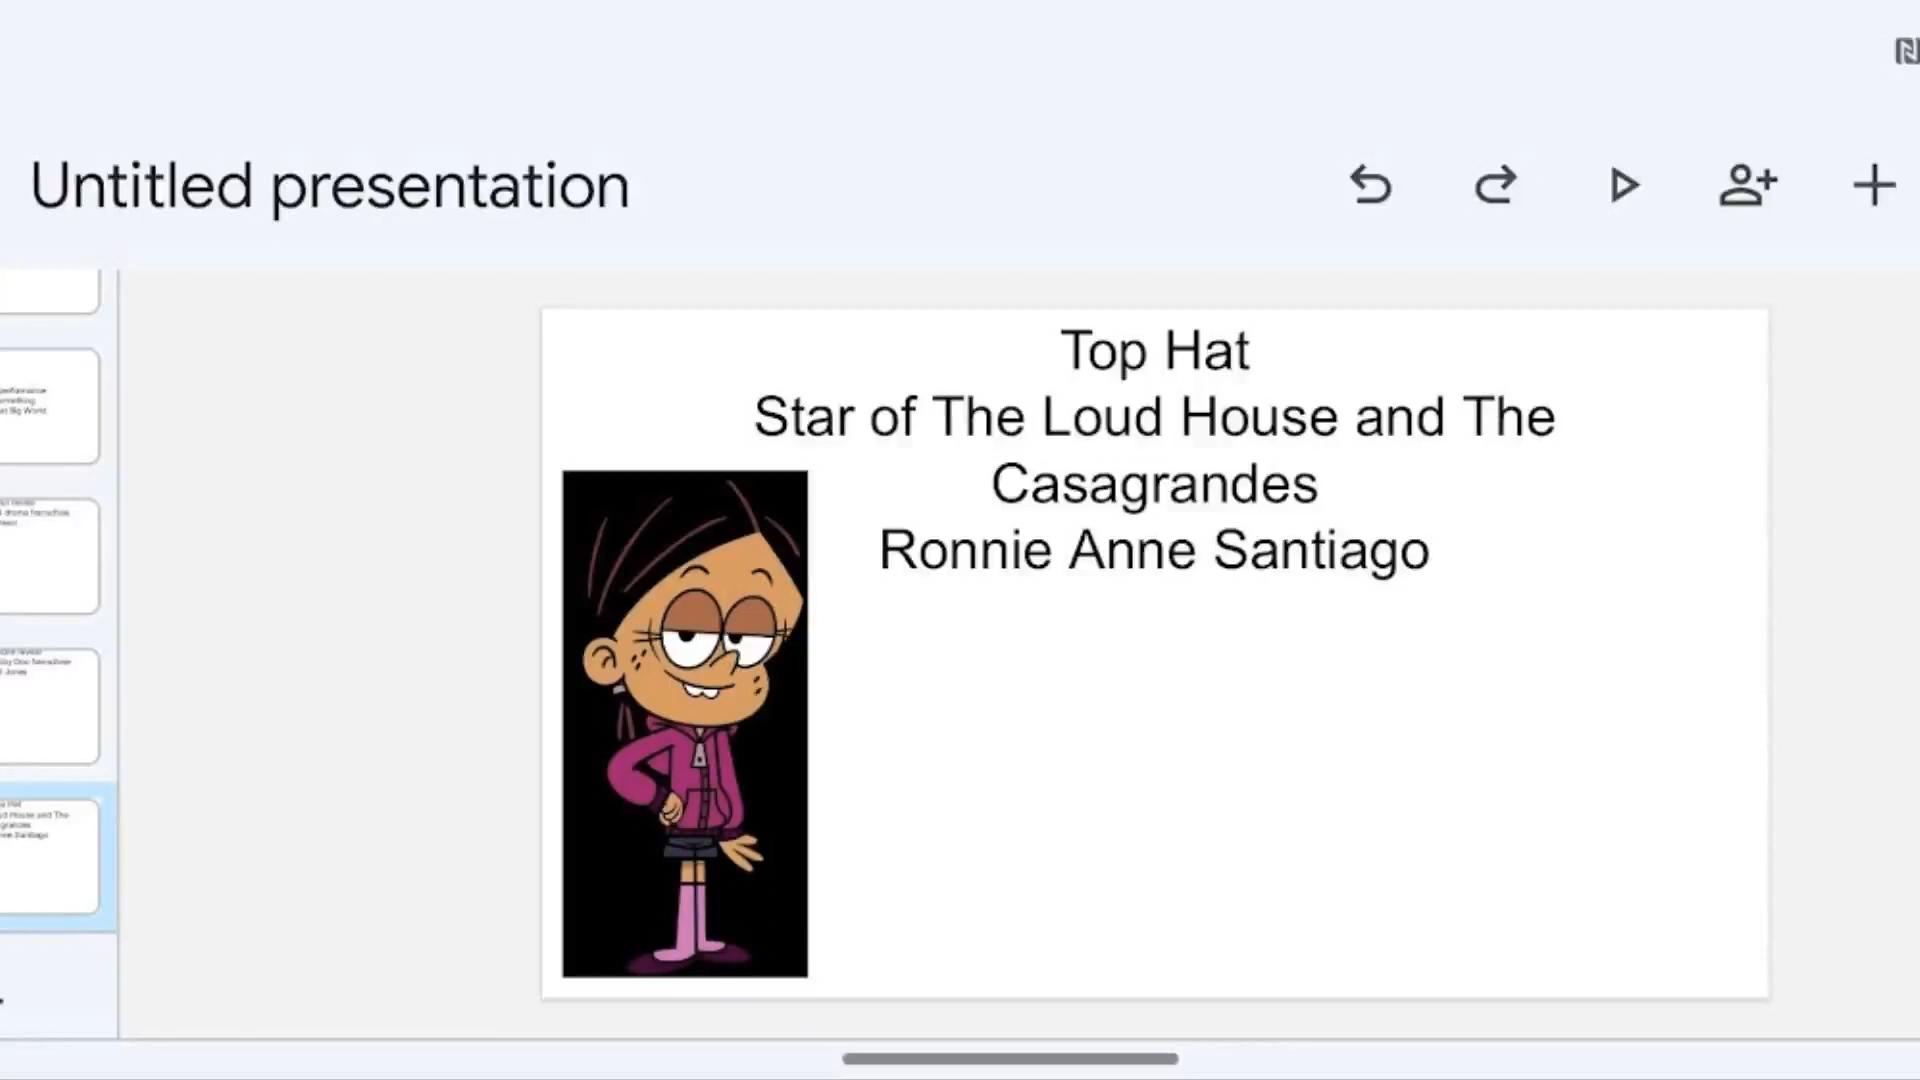 Untitled presentation
Top Hat
Star of The Loud House and The
Casagrandes
Ronnie Anne Santiago